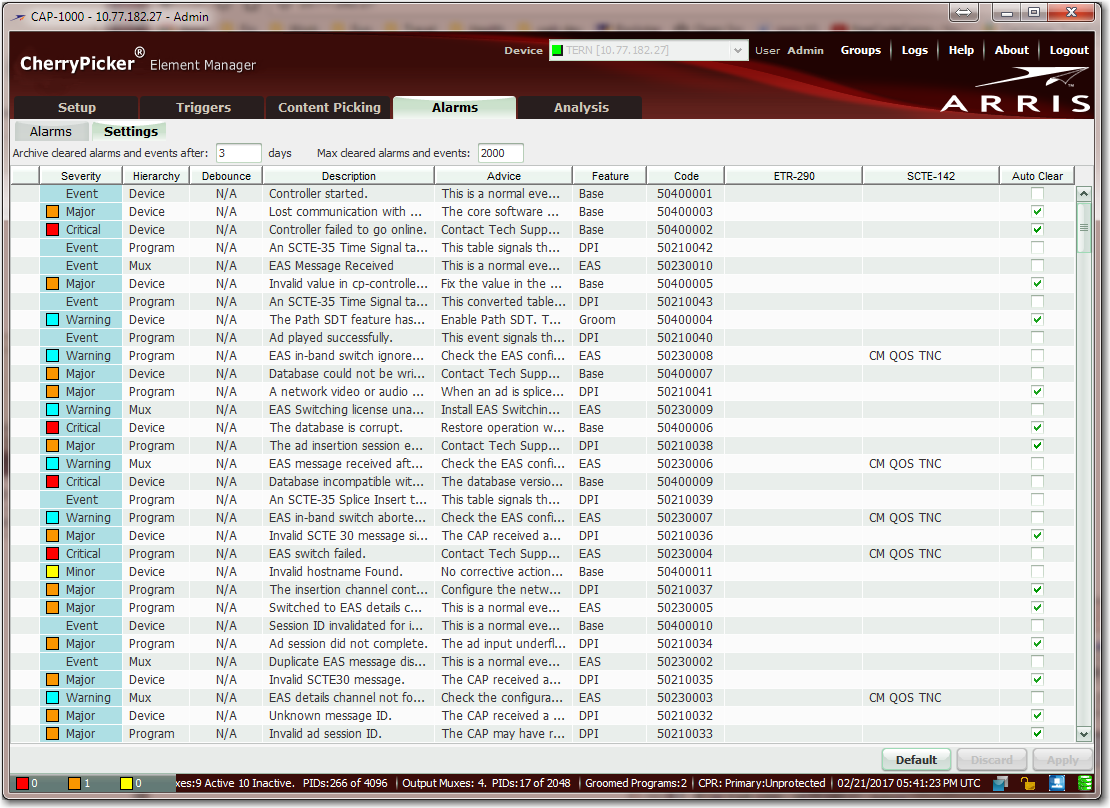 CAP-1000 - 10.77.182.27 - Admin
CherryPicker® Element Manager
Device TERN [10.77.182.27] User Admin Groups Logs Help About Logout
ARRIS
Setup Triggers Content Picking Alarms Analysis
Alarms Settings
Archive cleared alarms and events after: 3 days Max cleared alarms and events: 2000
Severity Hierarchy Debounce Description Advice Feature Code ETR-290 SCTE-142 Auto Clear
Event Device N/A Controller started. This is a normal eve... Base 50400001
Major Device N/A Lost communication with ... The core software ... Base 50400003
Critical Device N/A Controller failed to go online. Contact Tech Supp... Base 50400002
Event Program N/A An SCTE-35 Time Signal ta... This table signals th... DPI 50210042
Event Mux N/A EAS Message Received This is a normal eve... EAS 50230010
Major Device N/A Invalid value in cp-controlle... Fix the value in the ... Base 50400005
Event Program N/A An SCTE-35 Time Signal ta... This converted table... DPI 50210043
Warning Device N/A The Path SDT feature has... Enable Path SDT. T... Groom 50400004
Event Program N/A Ad played successfully. This event signals th... DPI 50210040
Warning Program N/A EAS in-band switch ignore... Check the EAS confi... EAS 50230008 CM QOS TNC
Major Device N/A Database could not be wri... Contact Tech Supp... Base 50400007
Major Program N/A A network video or audio ... When an ad is splice... DPI 50210041
Warning Mux N/A EAS Switching license una... Install EAS Switchin... EAS 50230009
Critical Device N/A The database is corrupt. Restore operation w... Base 50400006
Major Program N/A The ad insertion session e... Contact Tech Supp... DPI 50210038
Warning Mux N/A EAS message received aft... Check the EAS confi... EAS 50230006 CM QOS TNC
Critical Device N/A Database incompatible wit... The database versio... Base 50400009
Event Program N/A An SCTE-35 Splice Insert t... This table signals th... DPI 50210039
Warning Program N/A EAS in-band switch aborte... Check the EAS confi... EAS 50230007 CM QOS TNC
Major Device N/A Invalid SCTE 30 message si... The CAP received a... DPI 50210036
Critical Program N/A EAS switch failed. Contact Tech Supp... EAS 50230004 CM QOS TNC
Minor Device N/A Invalid hostname Found. No corrective action... Base 50400011
Major Program N/A The insertion channel cont... Configure the netw... DPI 50210037
Major Program N/A Switched to EAS details c... This is a normal eve... EAS 50230005
Event Device N/A Session ID invalidated for i... This is a normal eve... Base 50400010
Major Program N/A Ad session did not complete. The ad input underfl... DPI 50210034
Event Mux N/A Duplicate EAS message dis... This is a normal eve... EAS 50230002
Major Device N/A Invalid SCTE30 message. The CAP received a... DPI 50210035
Warning Mux N/A EAS details channel not fo... Check the configura... EAS 50230003 CM QOS TNC
Major Device N/A Unknown message ID. The CAP received a ... DPI 50210032
Major Program N/A Invalid ad session ID. The CAP may have r... DPI 50210033
Default Discard Apply
0 1 0 xes:9 Active 10 Inactive. PIDs:266 of 4096 Output Muxes: 4. PIDs:17 of 2048 Groomed Programs:2 CPR: Primary:Unprotected 02/21/2017 05:41:23 PM UTC